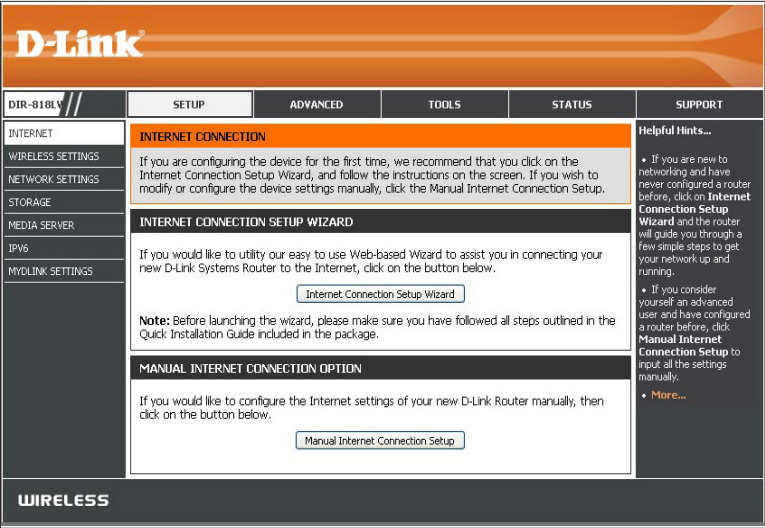 D-Link
DIR-818LW
SETUP
ADVANCED
TOOLS
STATUS
SUPPORT
INTERNET
WIRELESS SETTINGS
NETWORK SETTINGS
STORAGE
MEDIA SERVER
IPV6
MYDLINK SETTINGS
INTERNET CONNECTION
If you are configuring the device for the first time, we recommend that you click on the
Internet Connection Setup Wizard, and follow the instructions on the screen. If you wish to
modify or configure the device settings manually, click the Manual Internet Connection Setup.
INTERNET CONNECTION SETUP WIZARD
If you would like to utility our easy to use Web-based Wizard to assist you in connecting your
new D-Link Systems Router to the Internet, click on the button below.
Internet Connection Setup Wizard
Note: Before launching the wizard, please make sure you have followed all steps outlined in the
Quick Installation Guide included in the package.
MANUAL INTERNET CONNECTION OPTION
If you would like to configure the Internet settings of your new D-Link Router manually, then
click on the button below.
Manual Internet Connection Setup
Helpful Hints...
• If you are new to
networking and have
never configured a router
before, click on Internet
Connection Setup
Wizard and the router
will guide you through a
few simple steps to get
your network up and
running.
• If you consider
yourself an advanced
user and have configured
a router before, click
Manual Internet
Connection Setup to
input all the settings
manually.
• More...
WIRELESS